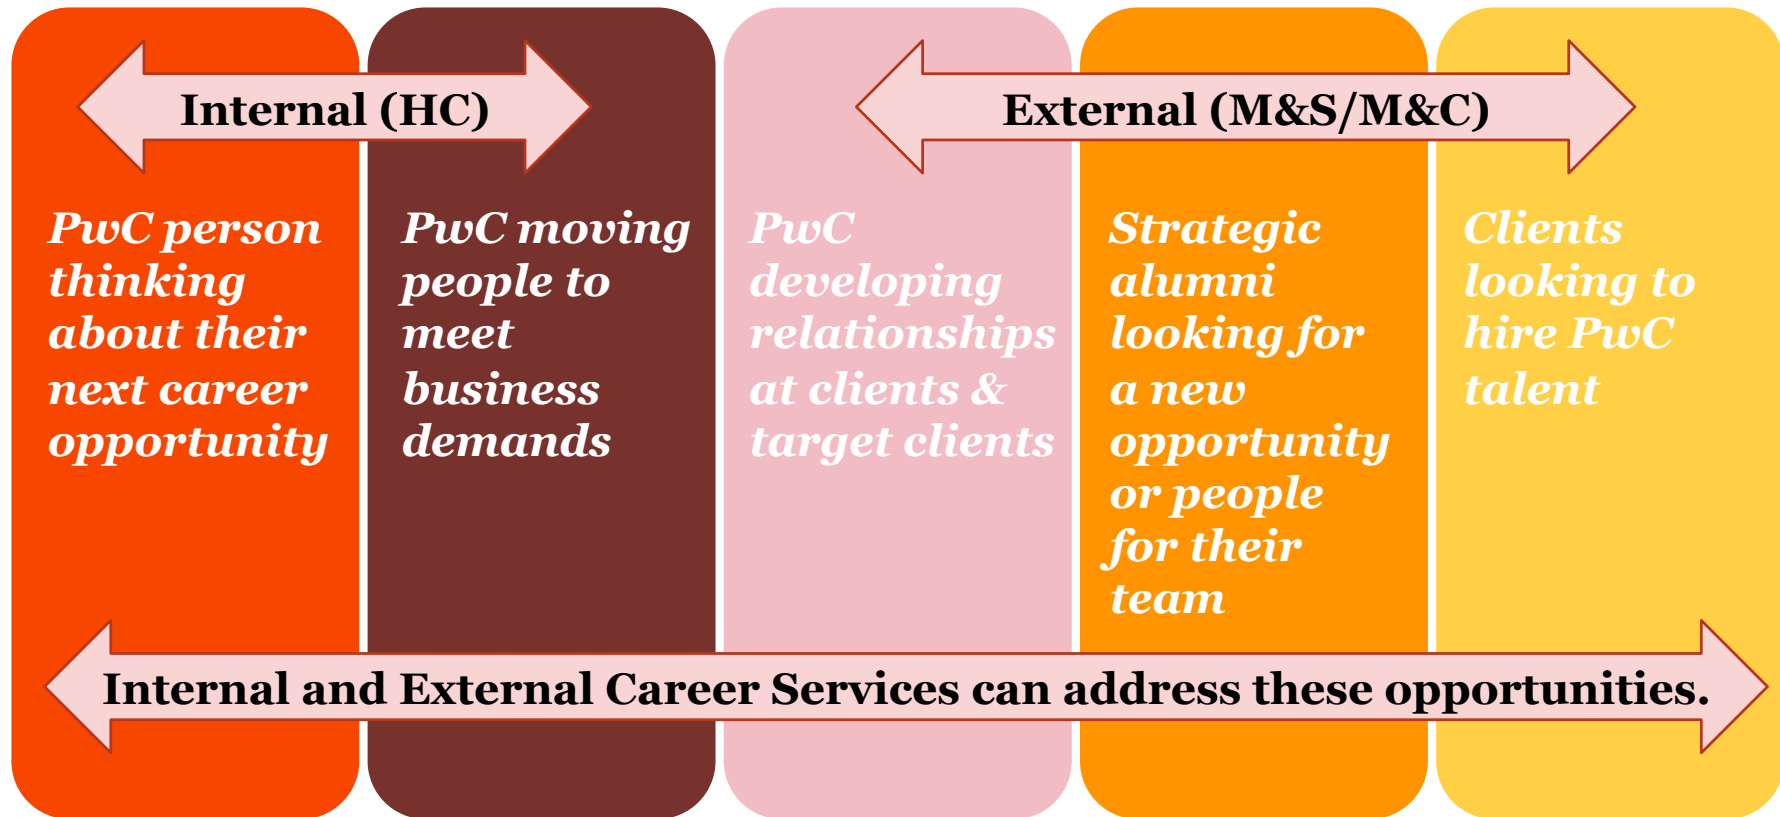 Internal (HC)
External (M&S/M&C)
PwC person
thinking
about their
next career
opportunity
PwC moving
people to
meet
business
demands
PwC
developing
relationships
at clients &
target clients
Strategic
alumni
looking for
a new
opportunity
or people
for their
team
Clients
looking to
hire PwC
talent
Internal and External Career Services can address these opportunities.